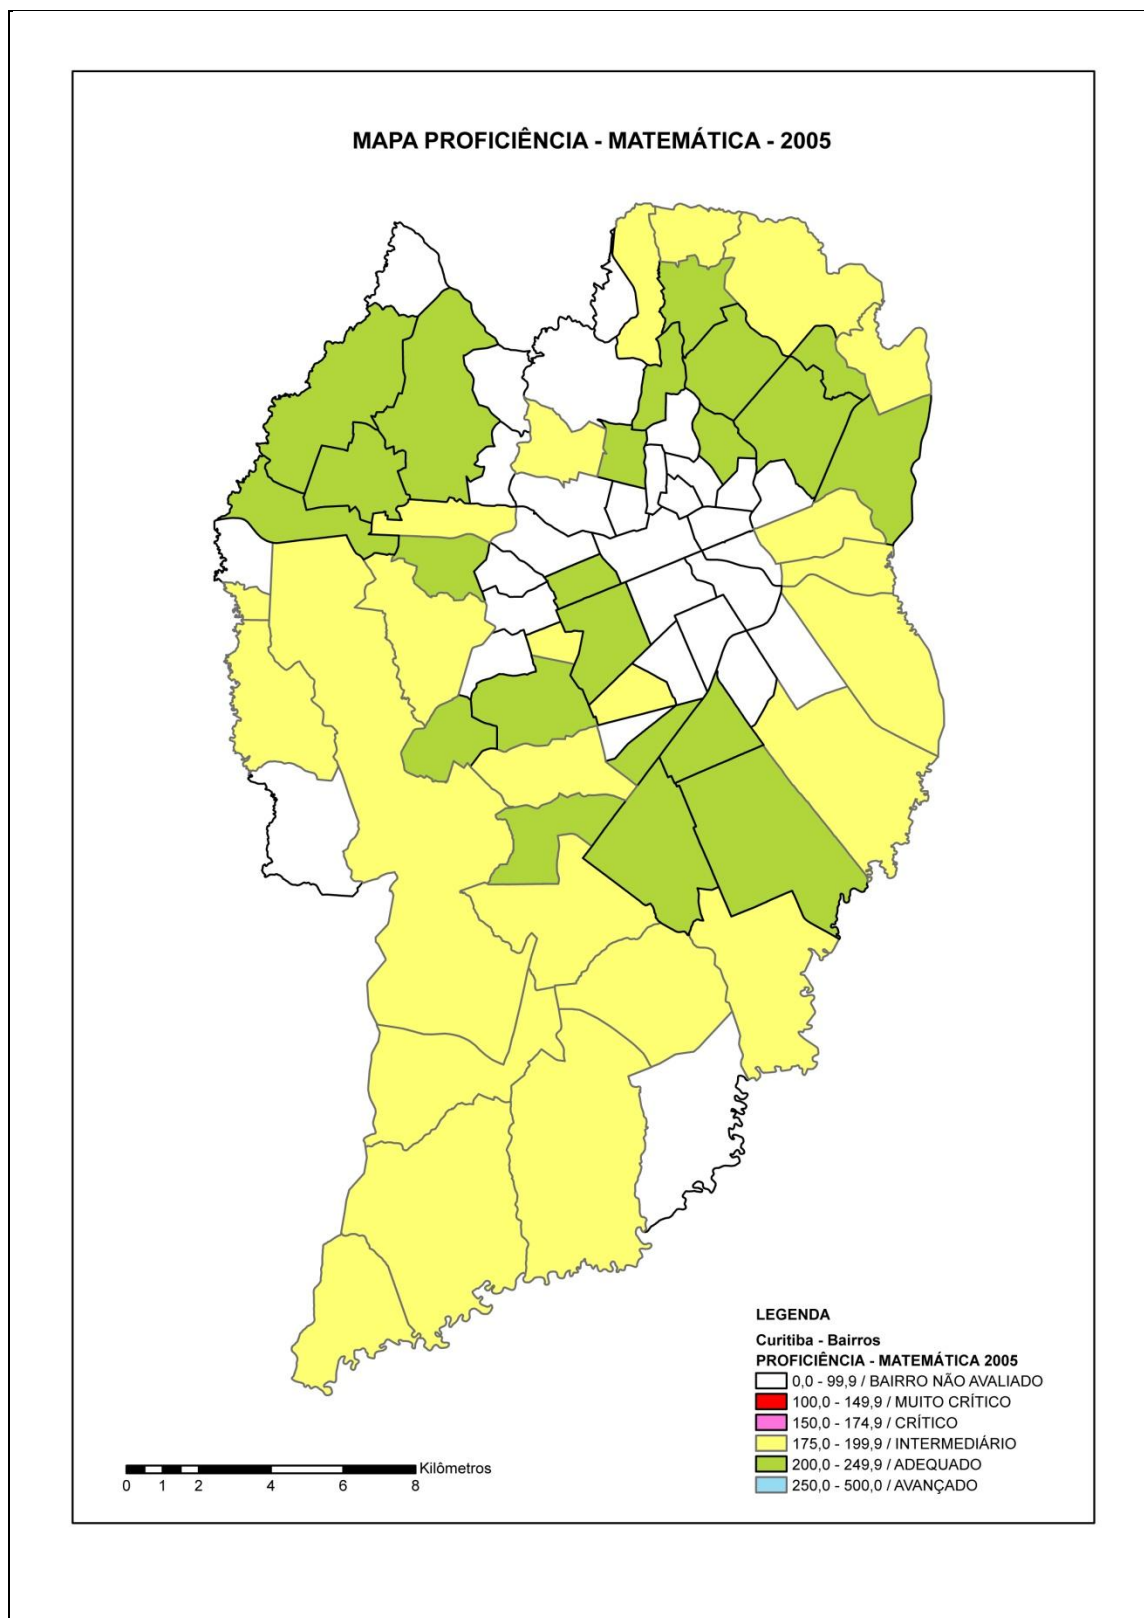 MAPA PROFICIÊNCIA - MATEMÁTICA - 2005
LEGENDA
Curitiba - Bairros
PROFICIÊNCIA - MATEMÁTICA 2005
0,0 - 99,9 / BAIRRO NÃO AVALIADO
100,0 - 149,9 / MUITO CRÍTICO
150,0 - 174,9 / CRÍTICO
175,0 - 199,9 / INTERMEDIÁRIO
200,0 - 249,9 / ADEQUADO
250,0 - 500,0 / AVANÇADO
Kilômetros
0 1 2 4 6 8